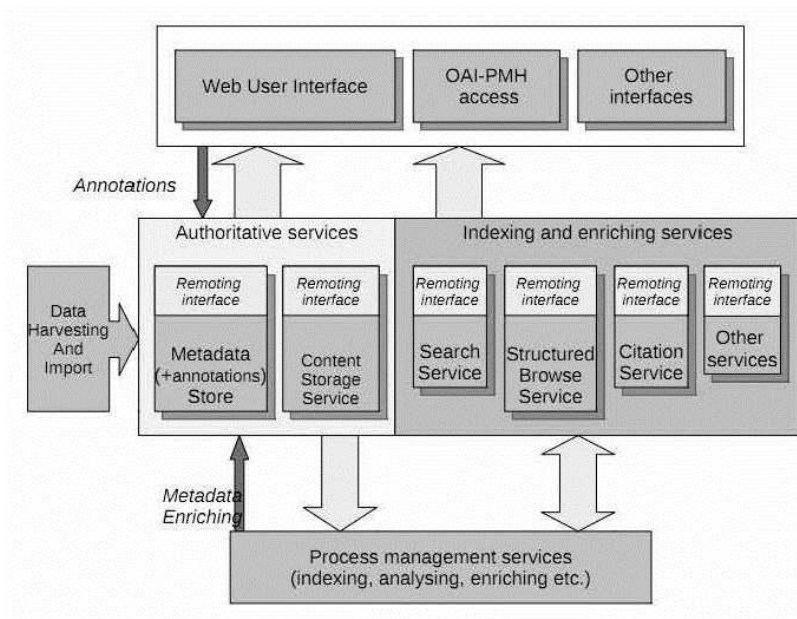 Web User Interface
OAI-PMH
access
Other
interfaces
Annotations
Authoritative services
Indexing and enriching services
Data
Harvesting
And
Import
Remoting
interface
Metadata
(+annotations)
Store
Remoting
interface
Content
Storage
Service
Remoting
interface
Search
Service
Remoting
interface
Structured
Browse
Service
Remoting
interface
Citation
Service
Remoting
interface
Other
services
Metadada
Enriching
Process management services
(indexing, analysing, enriching etc.)